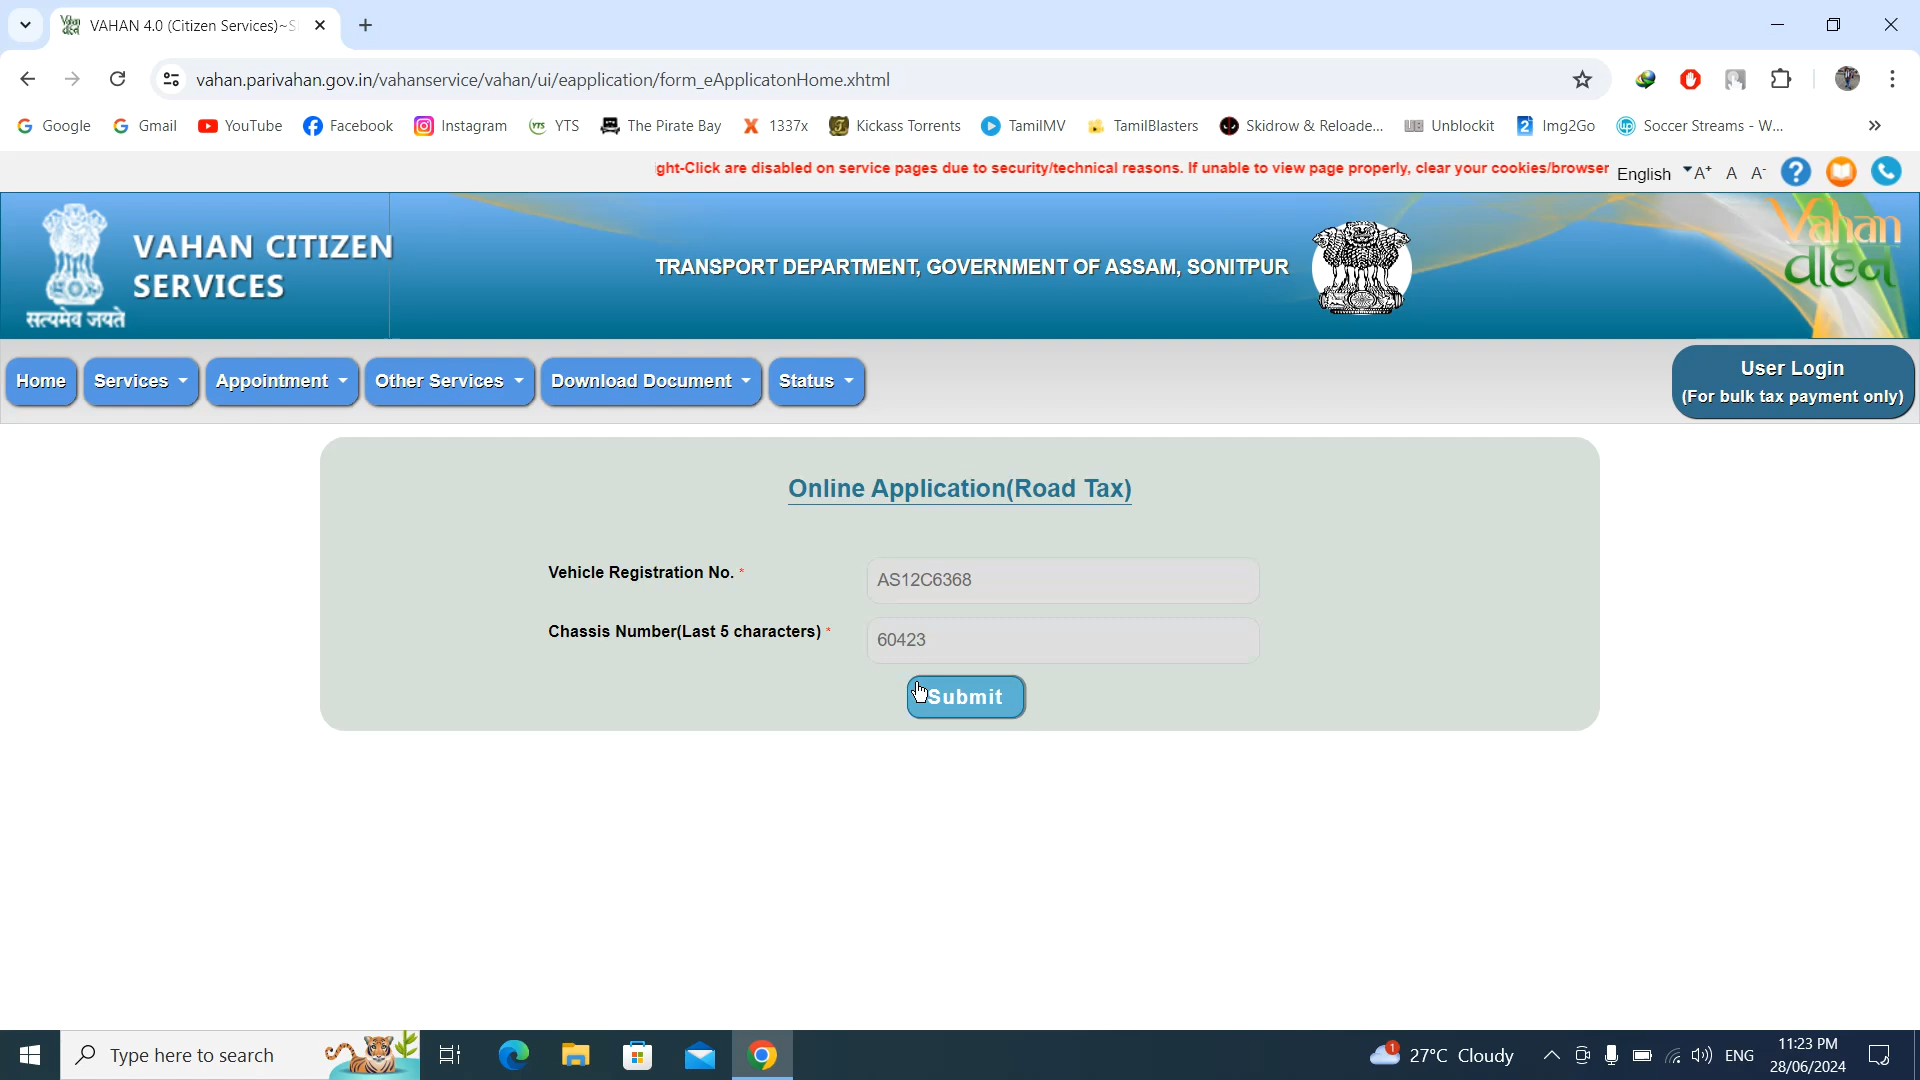 VAHAN 4.0 (Citizen Services)~S
vahan.parivahan.gov.in/vahanservice/vahan/ui/eapplication/form_eApplicatonHome.xhtml
Google Gmail YouTube Facebook Instagram YTS The Pirate Bay 1337x Kickass Torrents TamilMV TamilBlasters Skidrow & Reloade... Unblockit Img2Go Soccer Streams - W...
ght-Click are disabled on service pages due to security/technical reasons. If unable to view page properly, clear your cookies/browser English A+ A A-
VAHAN CITIZEN
SERVICES
सत्यमेव जयते
TRANSPORT DEPARTMENT, GOVERNMENT OF ASSAM, SONITPUR
Vahan
वाहन
Home Services Appointment Other Services Download Document Status
User Login
(For bulk tax payment only)
Online Application(Road Tax)
Vehicle Registration No. * AS12C6368
Chassis Number(Last 5 characters) * 60423
Submit
Type here to search
1 27°C Cloudy
ENG
11:23 PM
28/06/2024